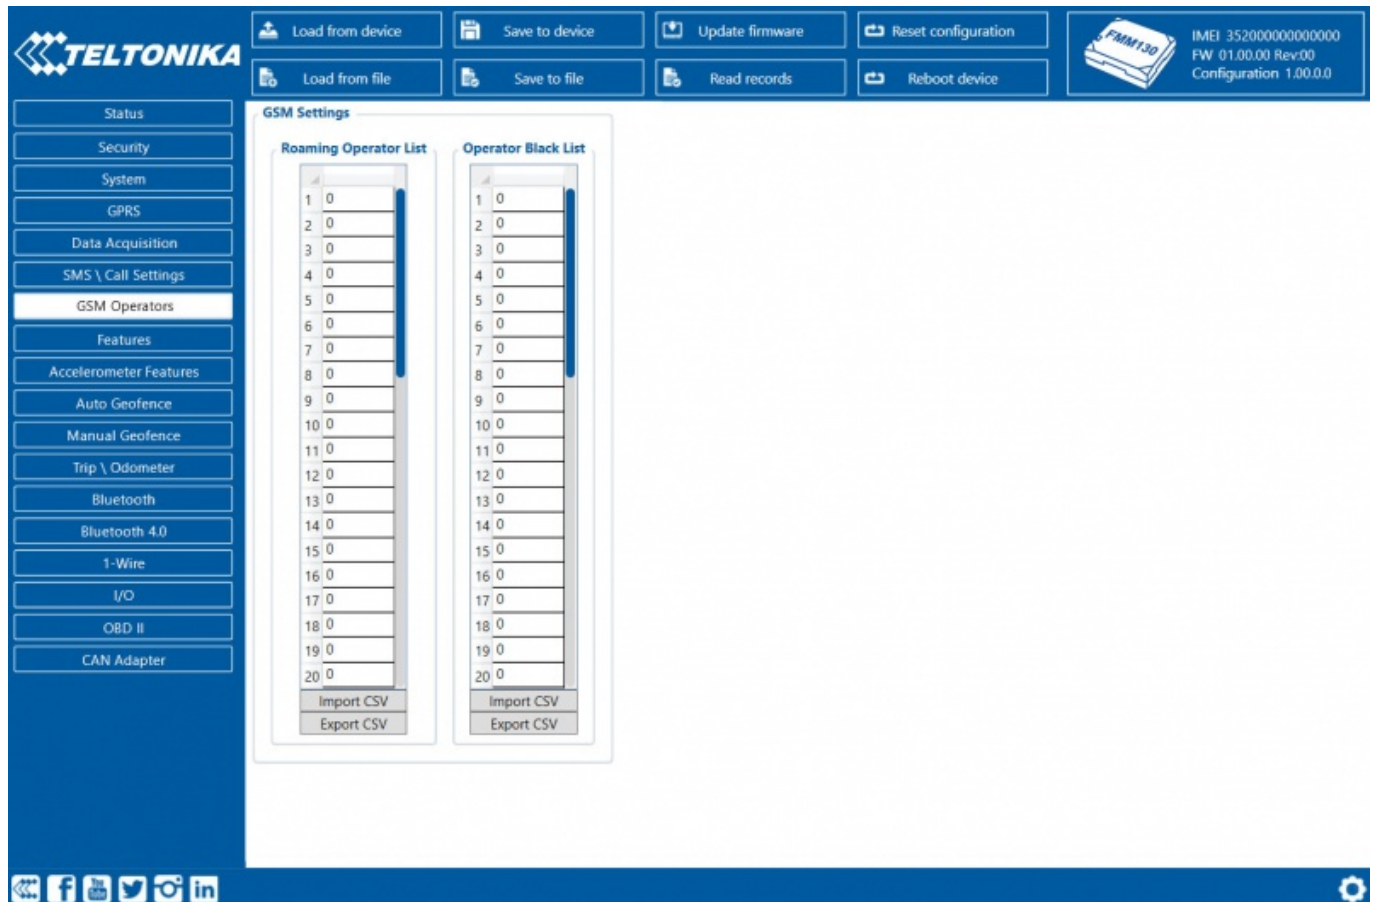 TELTONIKA
Load from device
Save to device
Update firmware
Reset configuration
Load from file
Save to file
Read records
Reboot device
FMM130
IMEI 352000000000000
FW 01.00.00 Rev:00
Configuration 1.00.0.0
Status
Security
System
GPRS
Data Acquisition
SMS \ Call Settings
GSM Operators
Features
Accelerometer Features
Auto Geofence
Manual Geofence
Trip \ Odometer
Bluetooth
Bluetooth 4.0
1-Wire
I/O
OBD II
CAN Adapter
GSM Settings
Roaming Operator List
1 0
2 0
3 0
4 0
5 0
6 0
7 0
8 0
9 0
10 0
11 0
12 0
13 0
14 0
15 0
16 0
17 0
18 0
19 0
20 0
Import CSV
Export CSV
Operator Black List
1 0
2 0
3 0
4 0
5 0
6 0
7 0
8 0
9 0
10 0
11 0
12 0
13 0
14 0
15 0
16 0
17 0
18 0
19 0
20 0
Import CSV
Export CSV
f
You
Tube
in